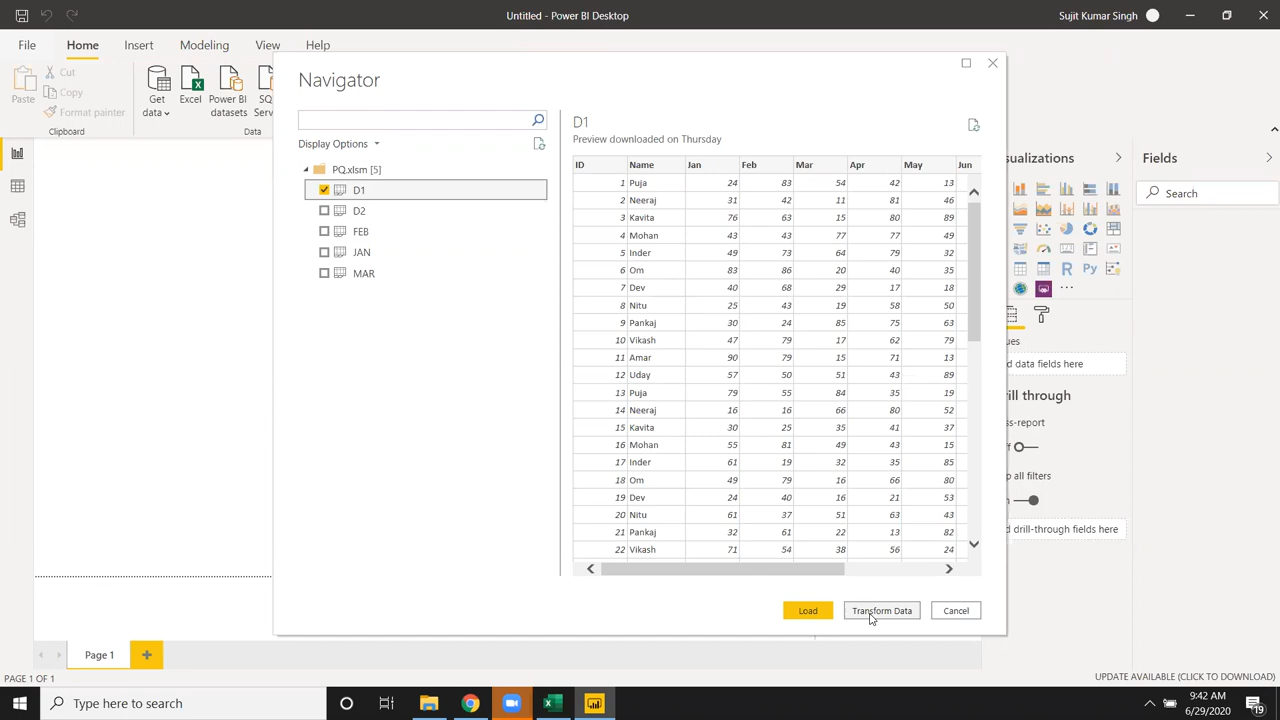 Untitled - Power BI Desktop
Sujit Kumar Singh
File Home Insert Modeling View Help
Paste
Cut
Copy
Format painter
Clipboard
Get data
Excel
Power BI datasets
SQ
Serv
Data
Navigator
Display Options
PQ.xlsm [5]
D1
D2
FEB
JAN
MAR
D1
Preview downloaded on Thursday
ID Name Jan Feb Mar Apr May Jun
1 Puja 24 83 54 42 13
2 Neeraj 31 42 11 81 46
3 Kavita 76 63 15 80 89
4 Mohan 43 43 77 77 49
5 Inder 49 73 64 79 32
6 Om 83 86 20 40 35
7 Dev 40 68 29 17 18
8 Nitu 25 43 19 58 50
9 Pankaj 30 24 85 75 63
10 Vikash 47 79 17 62 79
11 Amar 90 79 15 71 13
12 Uday 57 50 51 43 89
13 Puja 79 55 84 35 19
14 Neeraj 16 16 66 80 52
15 Kavita 30 25 35 41 37
16 Mohan 55 81 49 43 15
17 Inder 61 19 32 35 85
18 Om 49 79 16 66 80
19 Dev 24 40 16 21 53
20 Nitu 61 37 51 63 43
21 Pankaj 32 61 22 13 82
22 Vikash 71 54 38 56 24
Load
Transform Data
Cancel
ualizations
Fields
Search
R Py
ues
d data fields here
rill through
ss-report
f
p all filters
n
d drill-through fields here
Page 1
PAGE 1 OF 1
UPDATE AVAILABLE (CLICK TO DOWNLOAD)
Type here to search
9:42 AM
6/29/2020
19